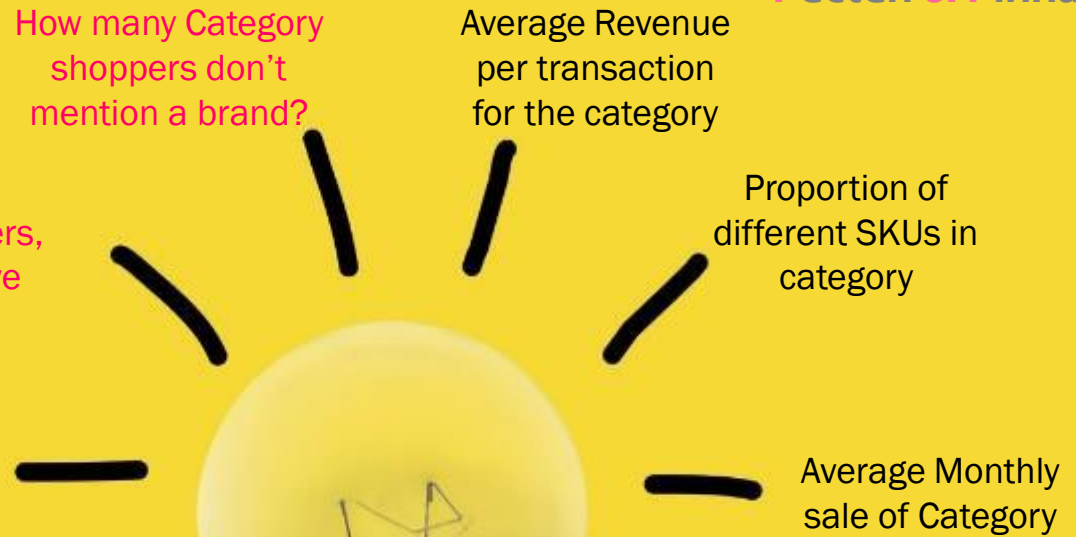 How many Category
shoppers don't
mention a brand?
Average Revenue
per transaction
for the category
Proportion of
different SKUs in
category
Average Monthly
sale of Category